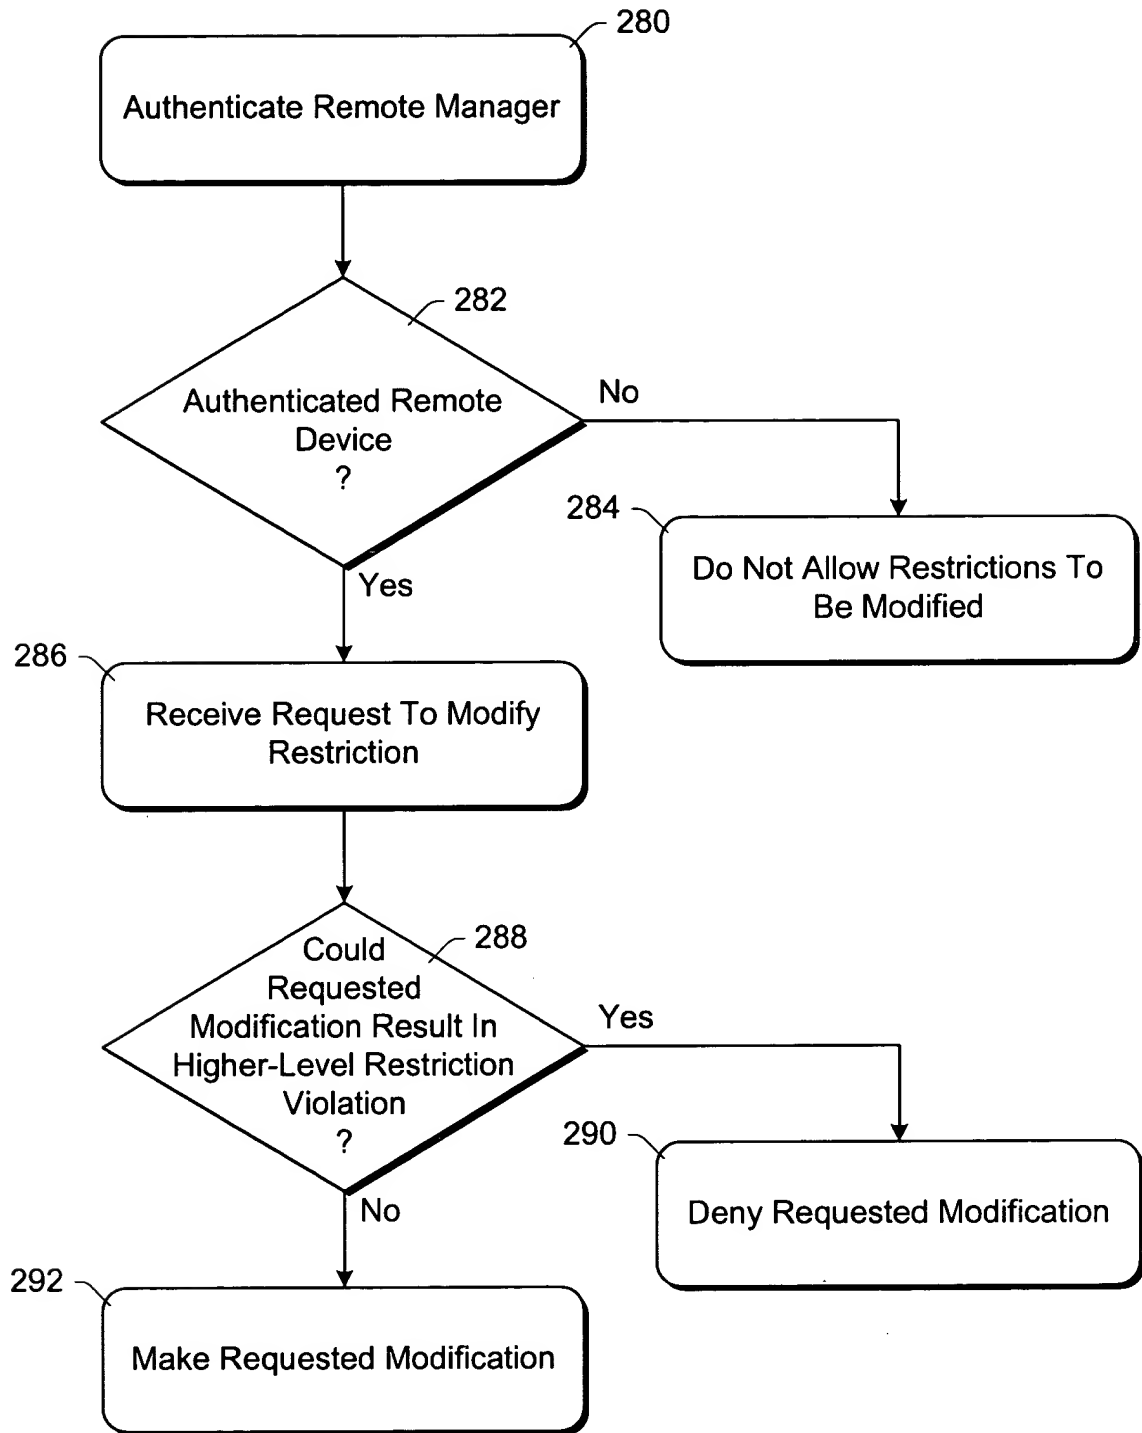 280
Authenticate Remote Manager
282
Authenticated Remote
Device
?
No
284
Do Not Allow Restrictions To
Be Modified
Yes
286
Receive Request To Modify
Restriction
288
Could
Requested
Modification Result In
Higher-Level Restriction
Violation
?
Yes
290
Deny Requested Modification
No
292
Make Requested Modification